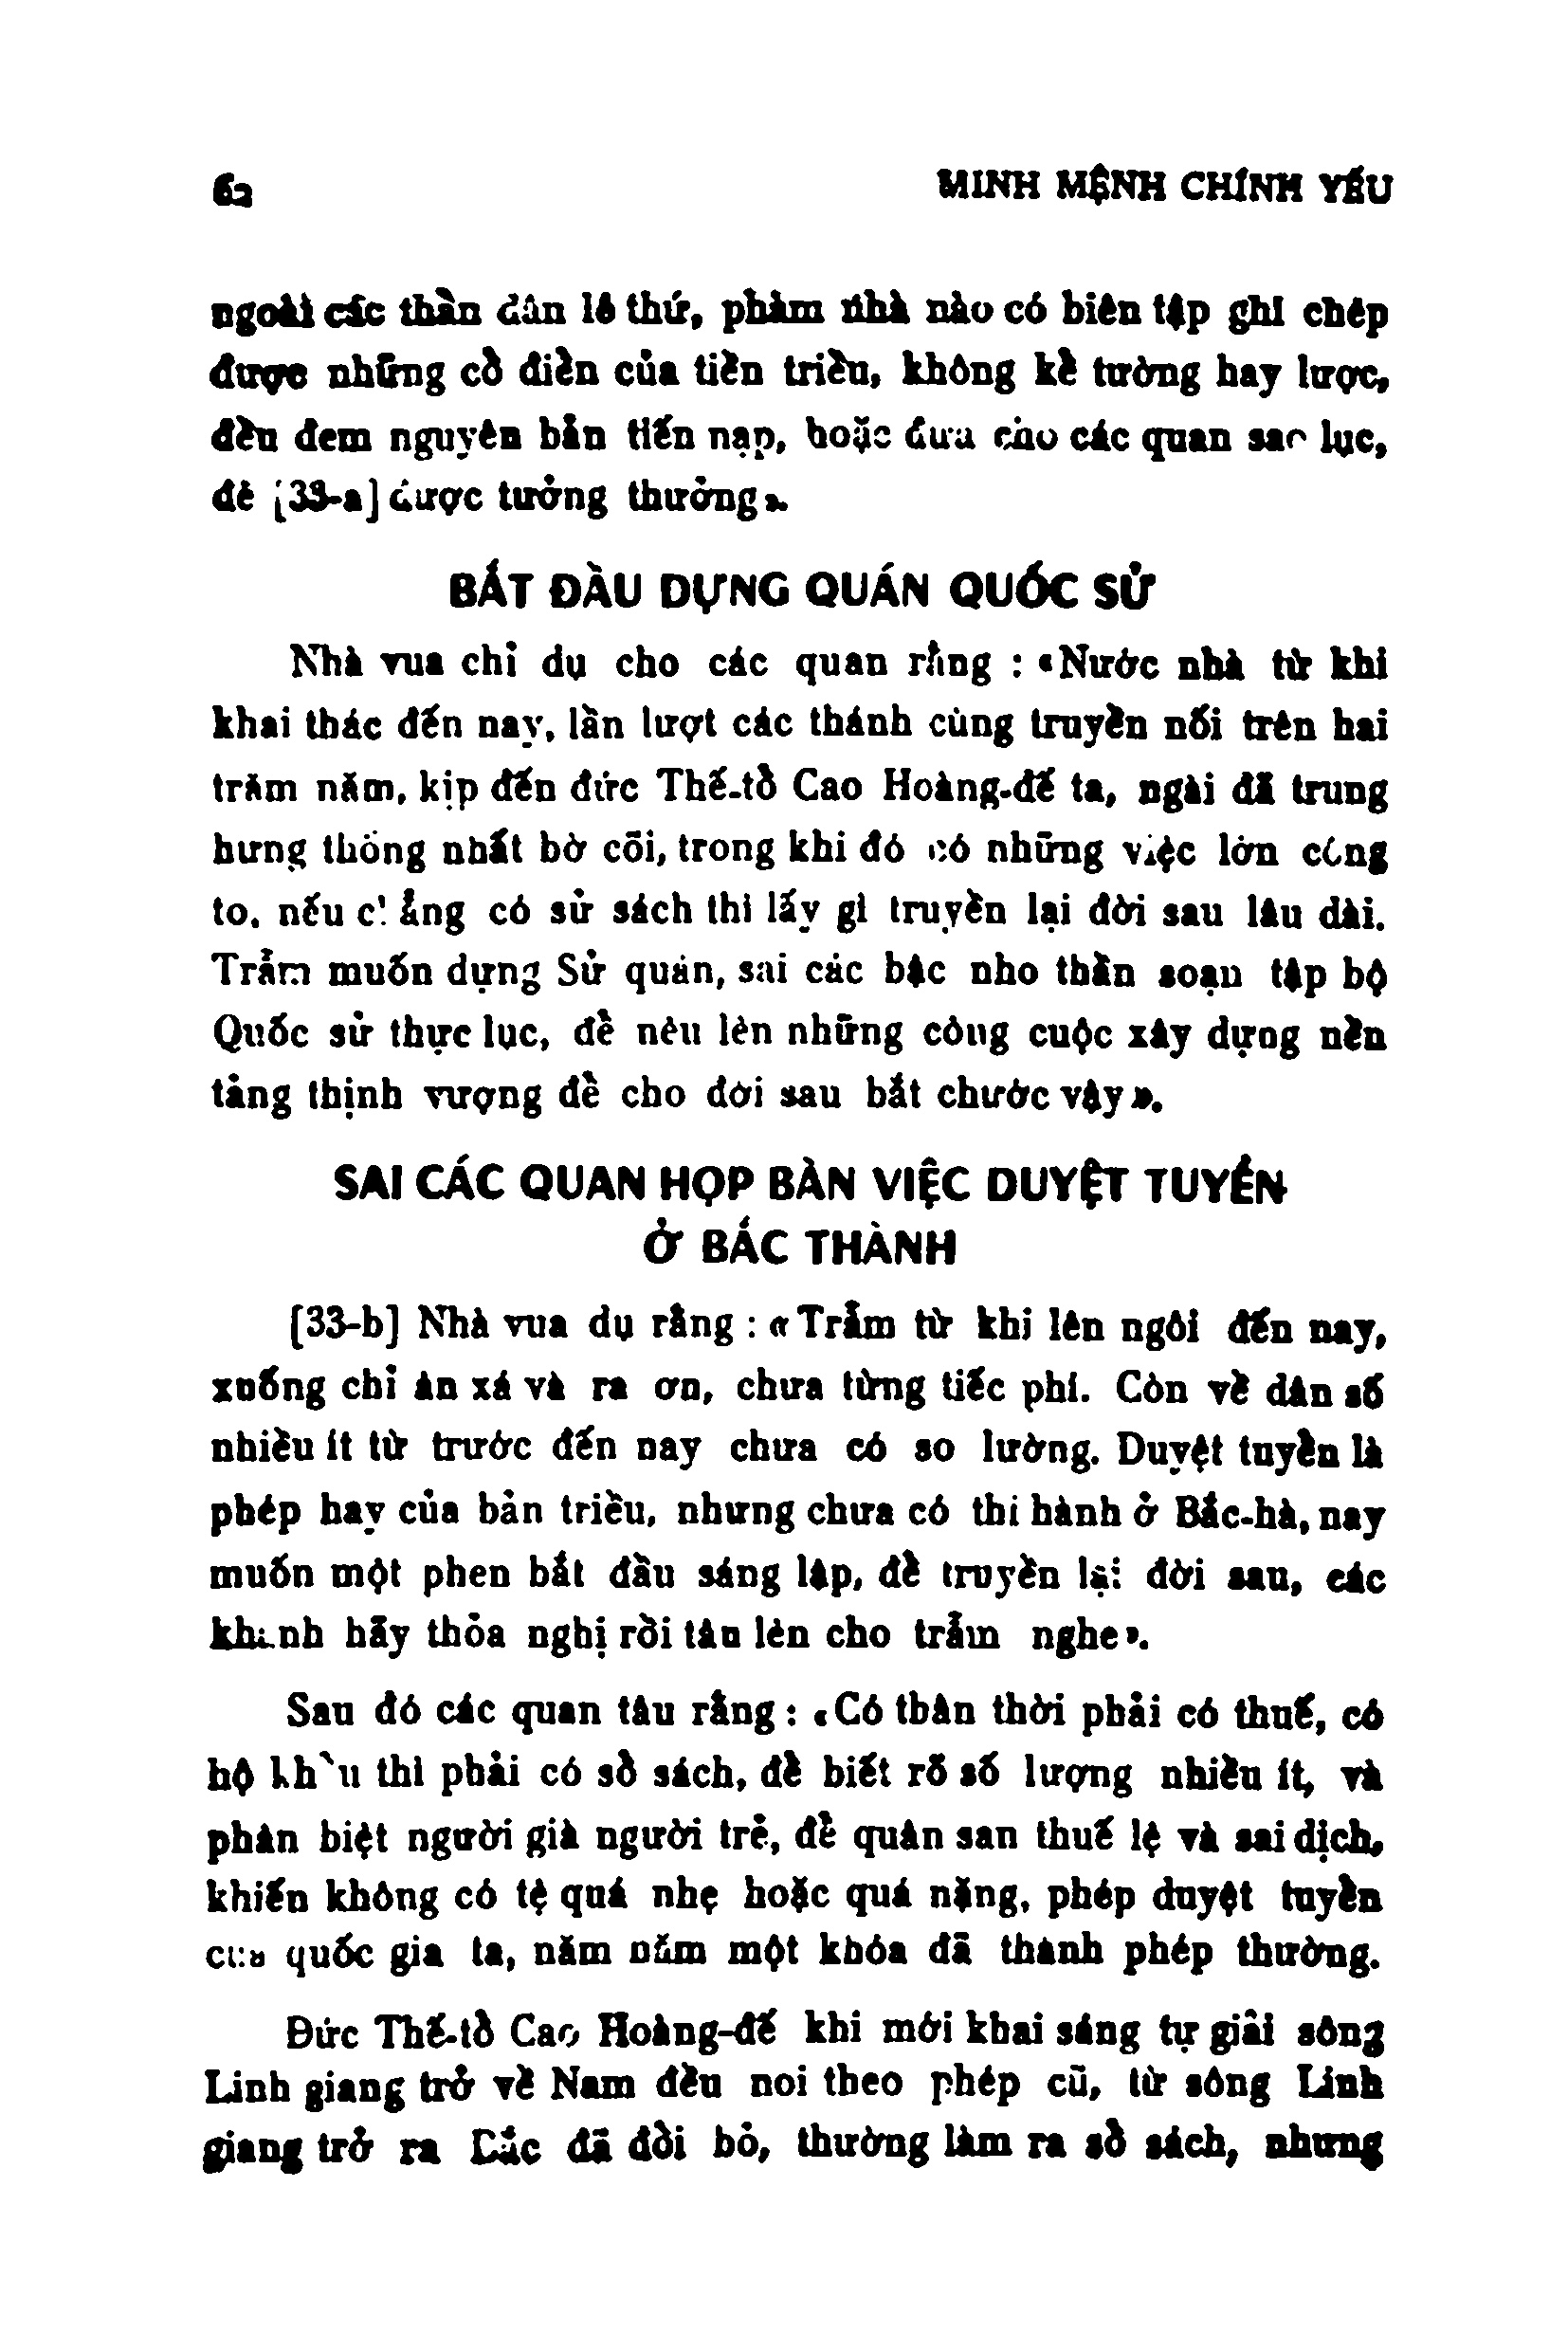 62
MINH MỆNH CHÍNH YẾU
ngoài các thần dân lê thứ, phàm nhà nào có biên tập ghi chép
được những cổ điển của tiền triều, không kể tường hay lược,
đều đem nguyên bản tiến nạp, hoặc đưa cho các quan sao lục,
để [33-a] được tưởng thưởng».
BẮT ĐẦU DỰNG QUÁN QUỐC SỬ
Nhà vua chỉ dụ cho các quan rằng : «Nước nhà từ khi
khai thác đến nay, lần lượt các thánh cùng truyền nối trên hai
trăm năm, kịp đến đức Thế-tổ Cao Hoàng-đế ta, ngài đã trung
hưng thống nhất bờ cõi, trong khi đó có những việc lớn công
to, nếu chẳng có sử sách thì lấy gì truyền lại đời sau lâu dài.
Trẫm muốn dựng Sử quán, sai các bậc nho thần soạn tập bộ
Quốc sử thực lục, để nêu lên những công cuộc xây dựng nền
tảng thịnh vượng để cho đời sau bắt chước vậy».
SAI CÁC QUAN HỌP BÀN VIỆC DUYỆT TUYỂN
Ở BẮC THÀNH
[33-b] Nhà vua dụ rằng : «Trẫm từ khi lên ngôi đến nay,
xuống chỉ ân xá và ra ơn, chưa từng tiếc phí. Còn về dân số
nhiều ít từ trước đến nay chưa có so lường. Duyệt tuyển là
phép hay của bản triều, nhưng chưa có thi hành ở Bắc-hà, nay
muốn một phen bắt đầu sáng lập, để truyền lại đời sau, các
khanh hãy thỏa nghị rồi tâu lên cho trẫm nghe».
Sau đó các quan tâu rằng : «Có thân thời phải có thuế, có
hộ khẩu thì phải có sổ sách, để biết rõ số lượng nhiều ít, và
phân biệt người già người trẻ, để quân san thuế lệ và sai dịch,
khiến không có tệ quá nhẹ hoặc quá nặng, phép duyệt tuyển
của quốc gia ta, năm năm một khóa đã thành phép thường.
Đức Thế-tổ Cao Hoàng-đế khi mới khai sáng tự giải sông
Linh giang trở về Nam đều noi theo phép cũ, từ sông Linh
giang trở ra Bắc đã đổi bỏ, thường làm ra sổ sách, nhưng